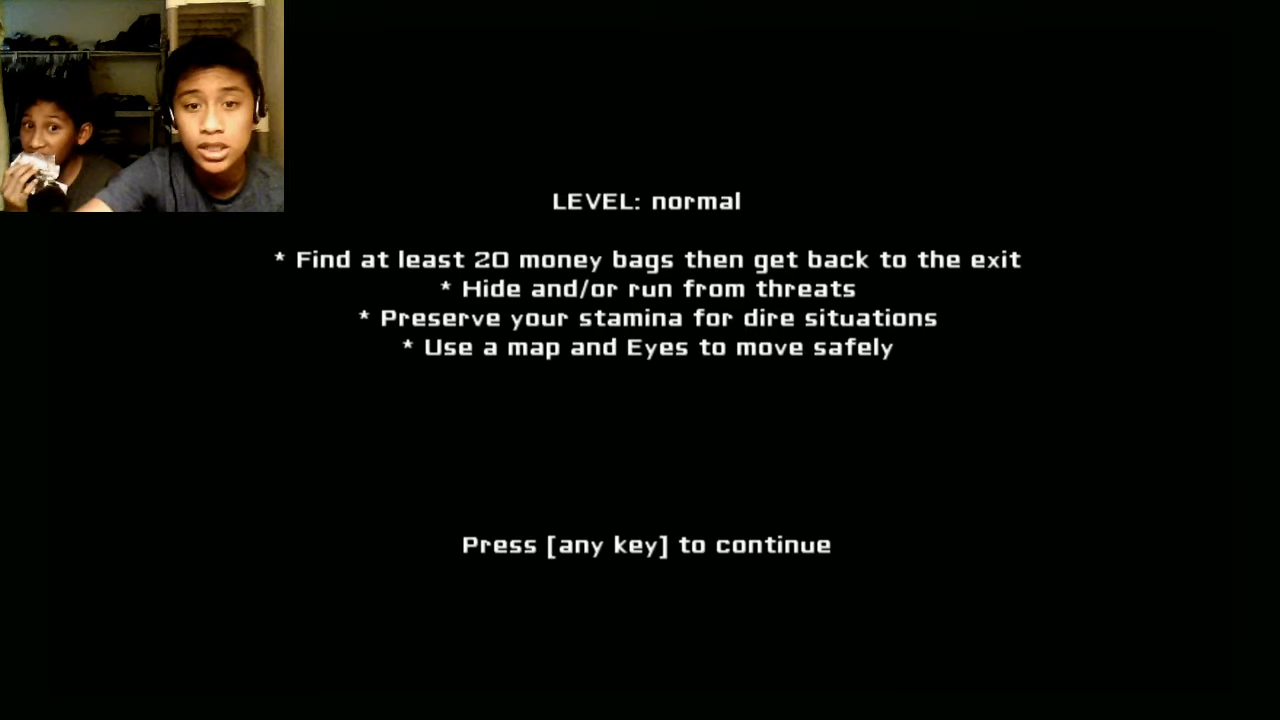 LEVEL: normal
* Find at least 20 money bags then get back to the exit
* Hide and/or run from threats
* Preserve your stamina for dire situations
* Use a map and Eyes to move safely
Press [any key] to continue